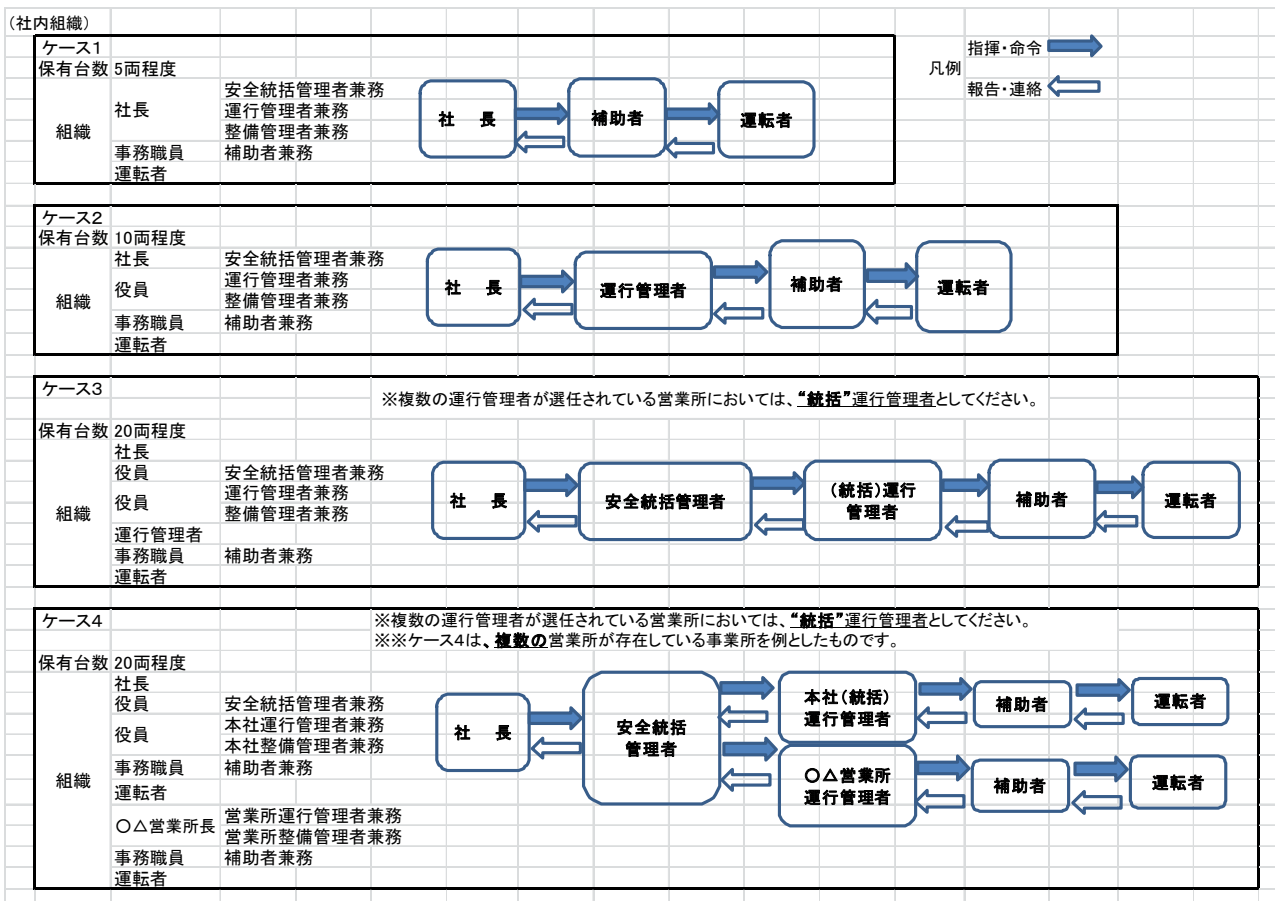 (社内組織)
ケース1
指揮・命令
凡例
報告・連絡
保有台数 5両程度
組織
社長
安全統括管理者兼務
運行管理者兼務
整備管理者兼務
事務職員 補助者兼務
運転者
社 長
補助者
運転者
ケース2
保有台数 10両程度
組織
社長 安全統括管理者兼務
役員
運行管理者兼務
整備管理者兼務
事務職員 補助者兼務
運転者
社 長
運行管理者
補助者
運転者
ケース3
※複数の運行管理者が選任されている営業所においては、“統括”運行管理者としてください。
保有台数 20両程度
組織
社長
役員 安全統括管理者兼務
役員
運行管理者兼務
整備管理者兼務
運行管理者
事務職員 補助者兼務
運転者
社 長
安全統括管理者
(統括)運行
管理者
補助者
運転者
ケース4
※複数の運行管理者が選任されている営業所においては、“統括”運行管理者としてください。
※※ケース4は、複数の営業所が存在している事業所を例としたものです。
保有台数 20両程度
組織
社長
役員 安全統括管理者兼務
役員
本社運行管理者兼務
本社整備管理者兼務
事務職員 補助者兼務
運転者
○△営業所長
営業所運行管理者兼務
営業所整備管理者兼務
事務職員 補助者兼務
運転者
社 長
安全統括
管理者
本社(統括)
運行管理者
補助者
運転者
○△営業所
運行管理者
補助者
運転者